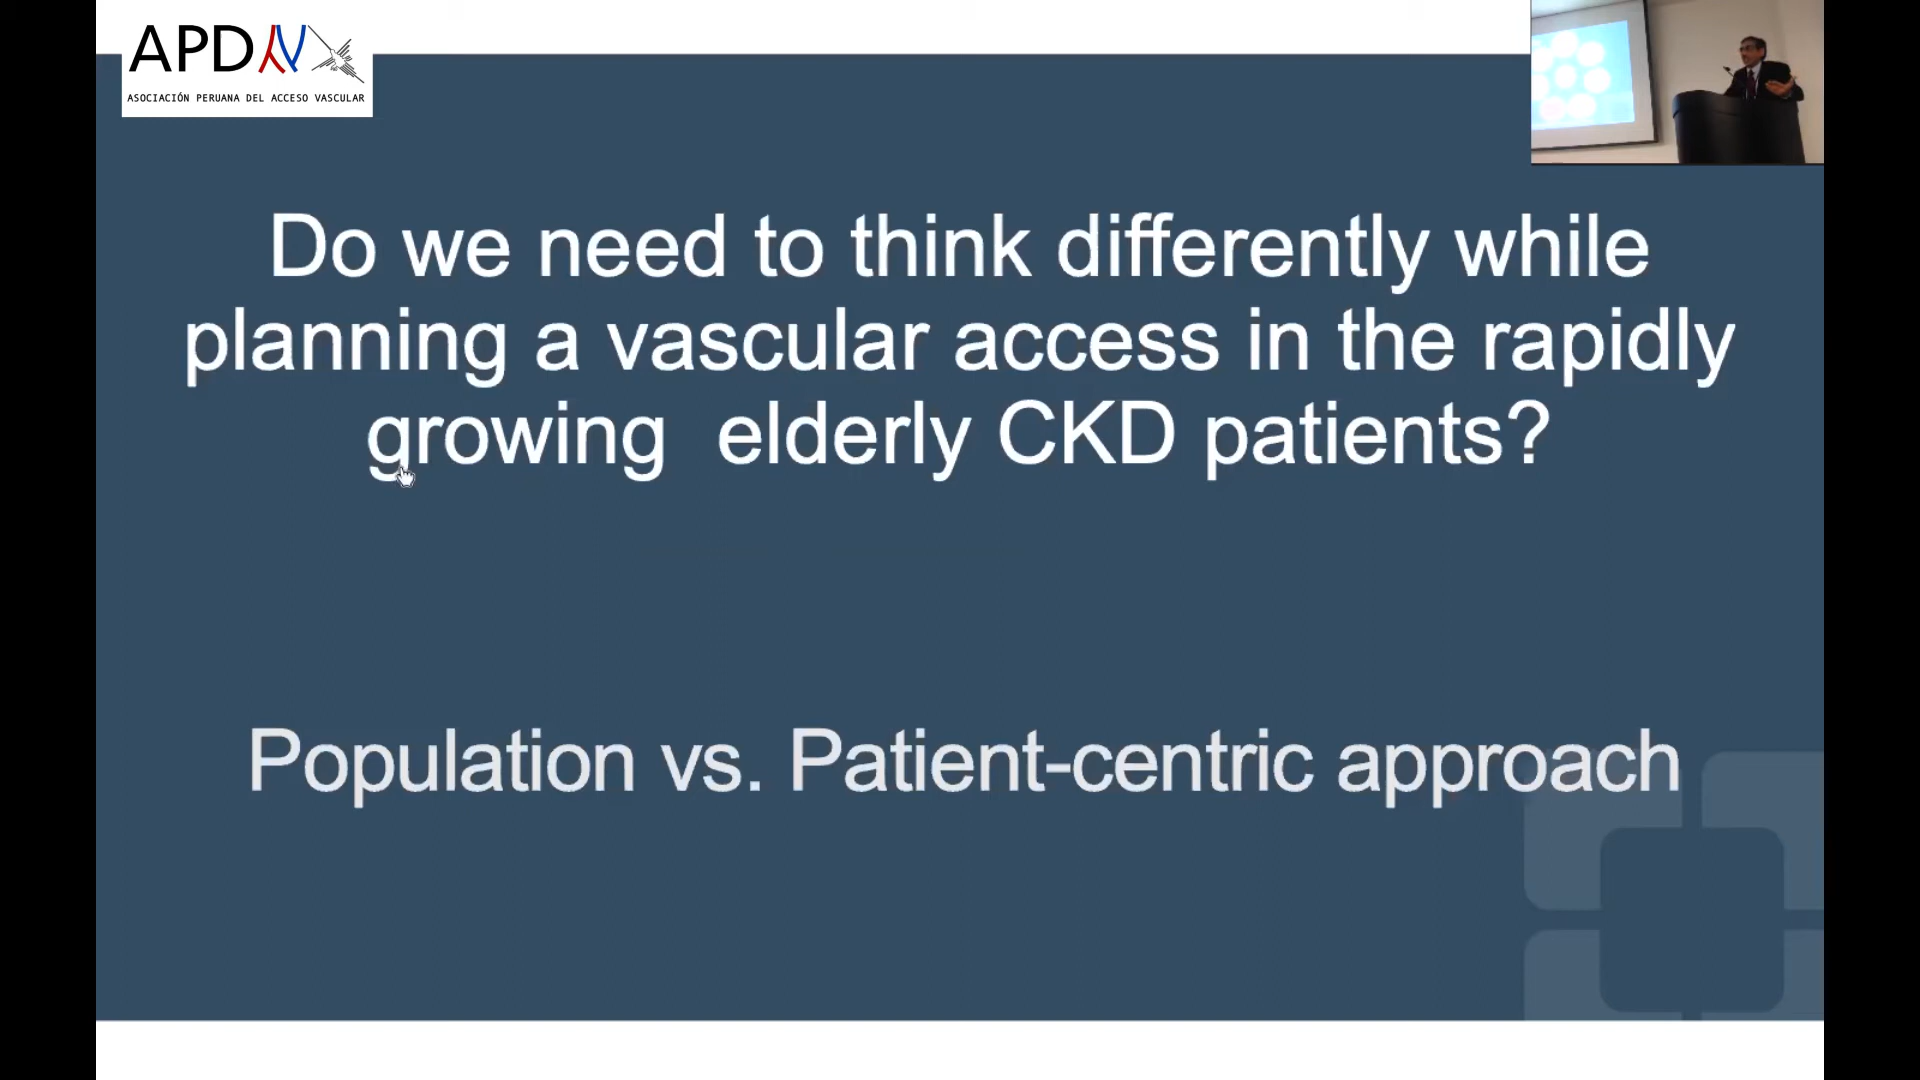 APDAV
ASOCIACIÓN PERUANA DEL ACCESO VASCULAR
Do we need to think differently while
planning a vascular access in the rapidly
growing elderly CKD patients?
Population vs. Patient-centric approach